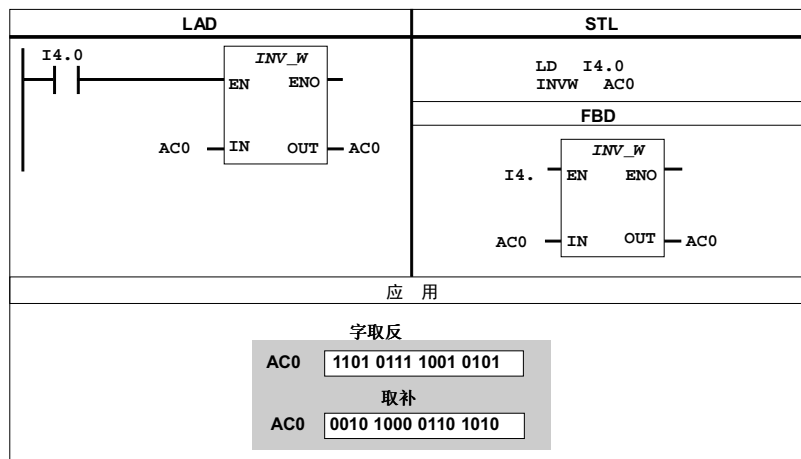 LAD
I4.0
INV_W
EN ENO
AC0 IN OUT AC0
STL
LD I4.0
INVW AC0
FBD
INV_W
I4. EN ENO
AC0 IN OUT AC0
应 用
字取反
AC0 1101 0111 1001 0101
取补
AC0 0010 1000 0110 1010